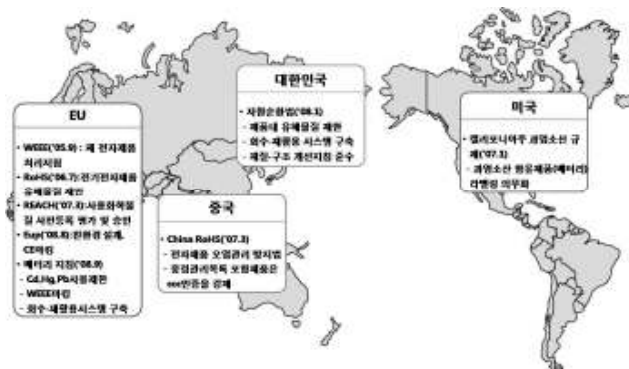 EU
• WEEE('05.9) : 폐 전자제품
처리지침
• RoHS('06.7):전기전자제품
유해물질 제한
• REACH('07.3):사용화학물
질 사전등록 평가 및 승인
• Eup('08.8):친환경 설계,
CE마킹
• 배터리 지침('08.9)
- Cd,Hg,Pb사용제한
- WEEE마킹
- 회수·재활용시스템 구축
대한민국
• 자원순환법('08.1)
- 제품내 유해물질 제한
- 회수·재활용 시스템 구축
- 재질·구조 개선지침 준수
중국
• China RoHS('07.3)
- 전자제품 오염관리 방지법
- 중점관리목록 포함제품은
ccc인증을 강제
미국
• 캘리포니아주 과염소산 규
제('07.1)
- 과염소산 함유제품(배터리)
라벨링 의무화